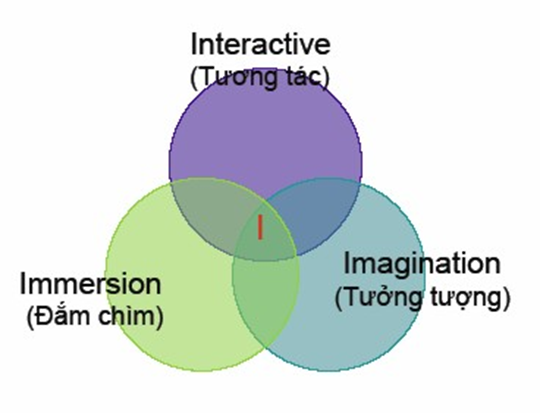 Interactive
(Tương tác)
I
Immersion
(Đắm chìm)
Imagination
(Tưởng tượng)